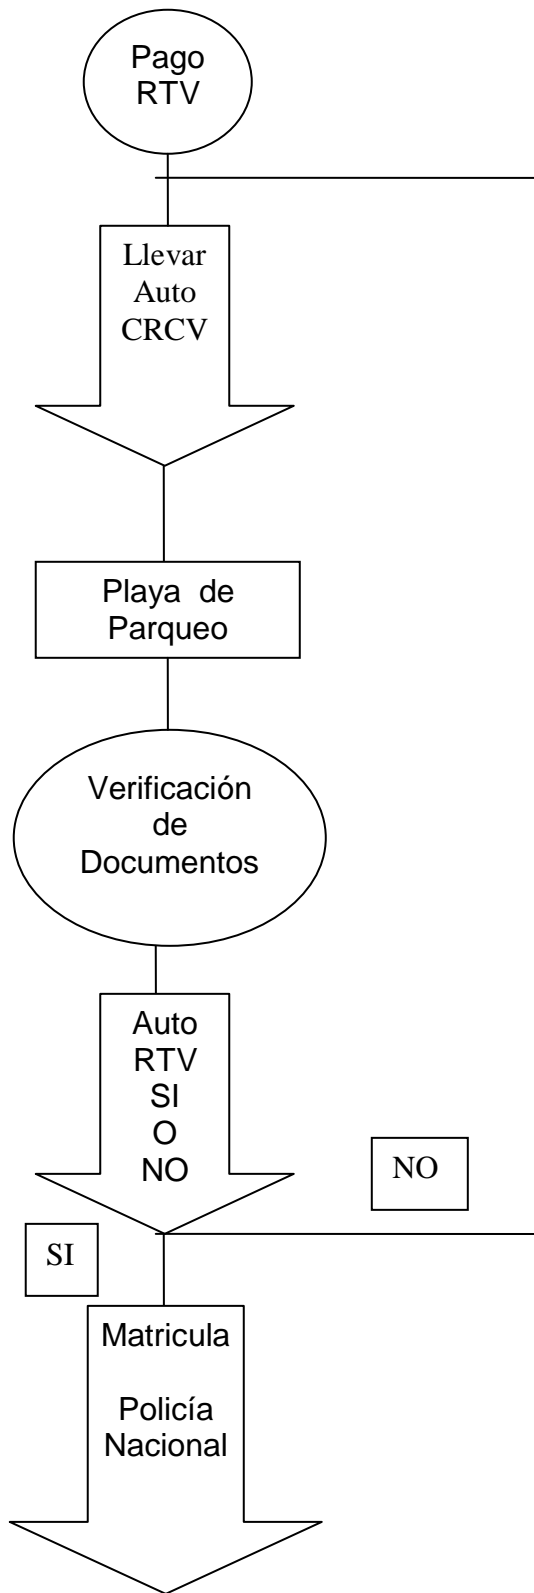 Pago
RTV
Llevar
Auto
CRCV
Playa de
Parqueo
Verificación
de
Documentos
Auto
RTV
SI
O
NO
NO
SI
Matricula
Policía
Nacional